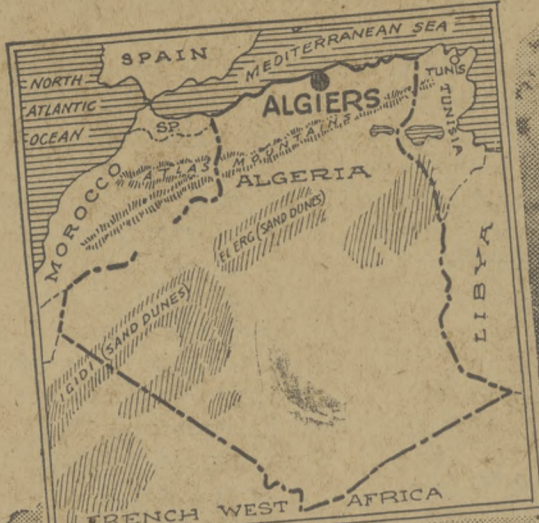 SPAIN
MEDITERRANEAN SEA
NORTH
ATLANTIC
OCEAN
TUNIS
ALGIERS
SP.
TUNISIA
ATLAS MOUNTAINS
ALGERIA
MOROCCO
EL ERG (SAND DUNES)
LIBYA
IGIDI (SAND DUNES)
FRENCH WEST AFRICA